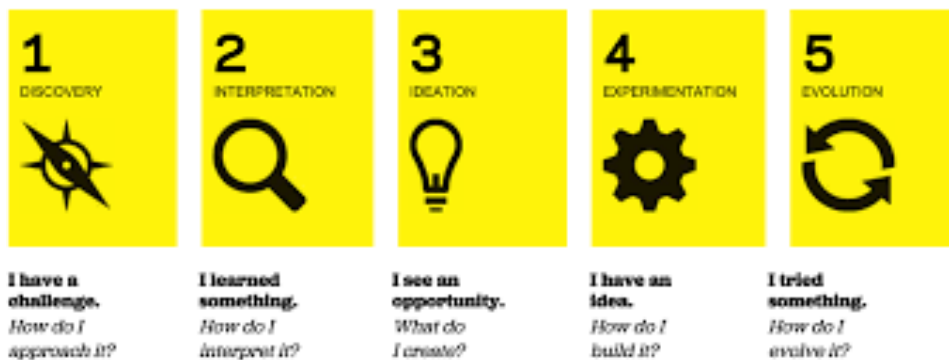 1
DISCOVERY
I have a
challenge.
How do I
approach it?
2
INTERPRETATION
I learned
something.
How do I
interpret it?
3
IDEATION
I see an
opportunity.
What do
I create?
4
EXPERIMENTATION
I have an
idea.
How do I
build it?
5
EVOLUTION
I tried
something.
How do I
evolve it?